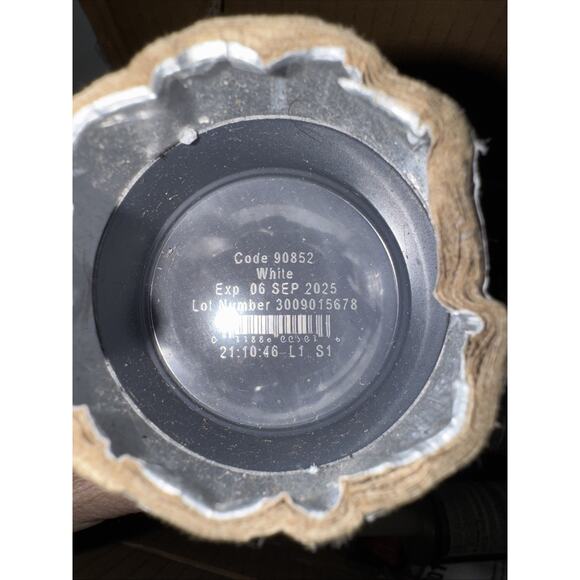 Code 90852
White
Exp 06 SEP 2025
Lot Number 3009015678
21:10:46 L1 S1